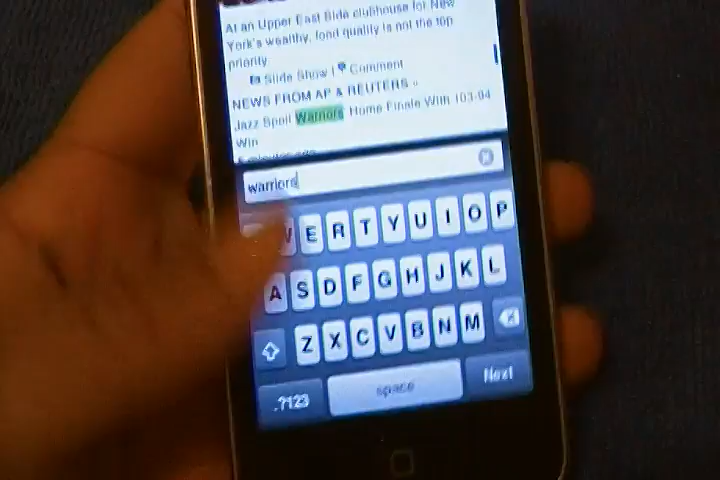 At an Upper East Side clubhouse for New
York's wealthy, food quality is not the top
priority
Slide Show | Comment
NEWS FROM AP & REUTERS »
Jazz Spoil Warriors' Home Finale With 103-94
Win
warriors
E R T Y U I O P
A S D F G H J K L
Z X C V B N M
.?123 space Next